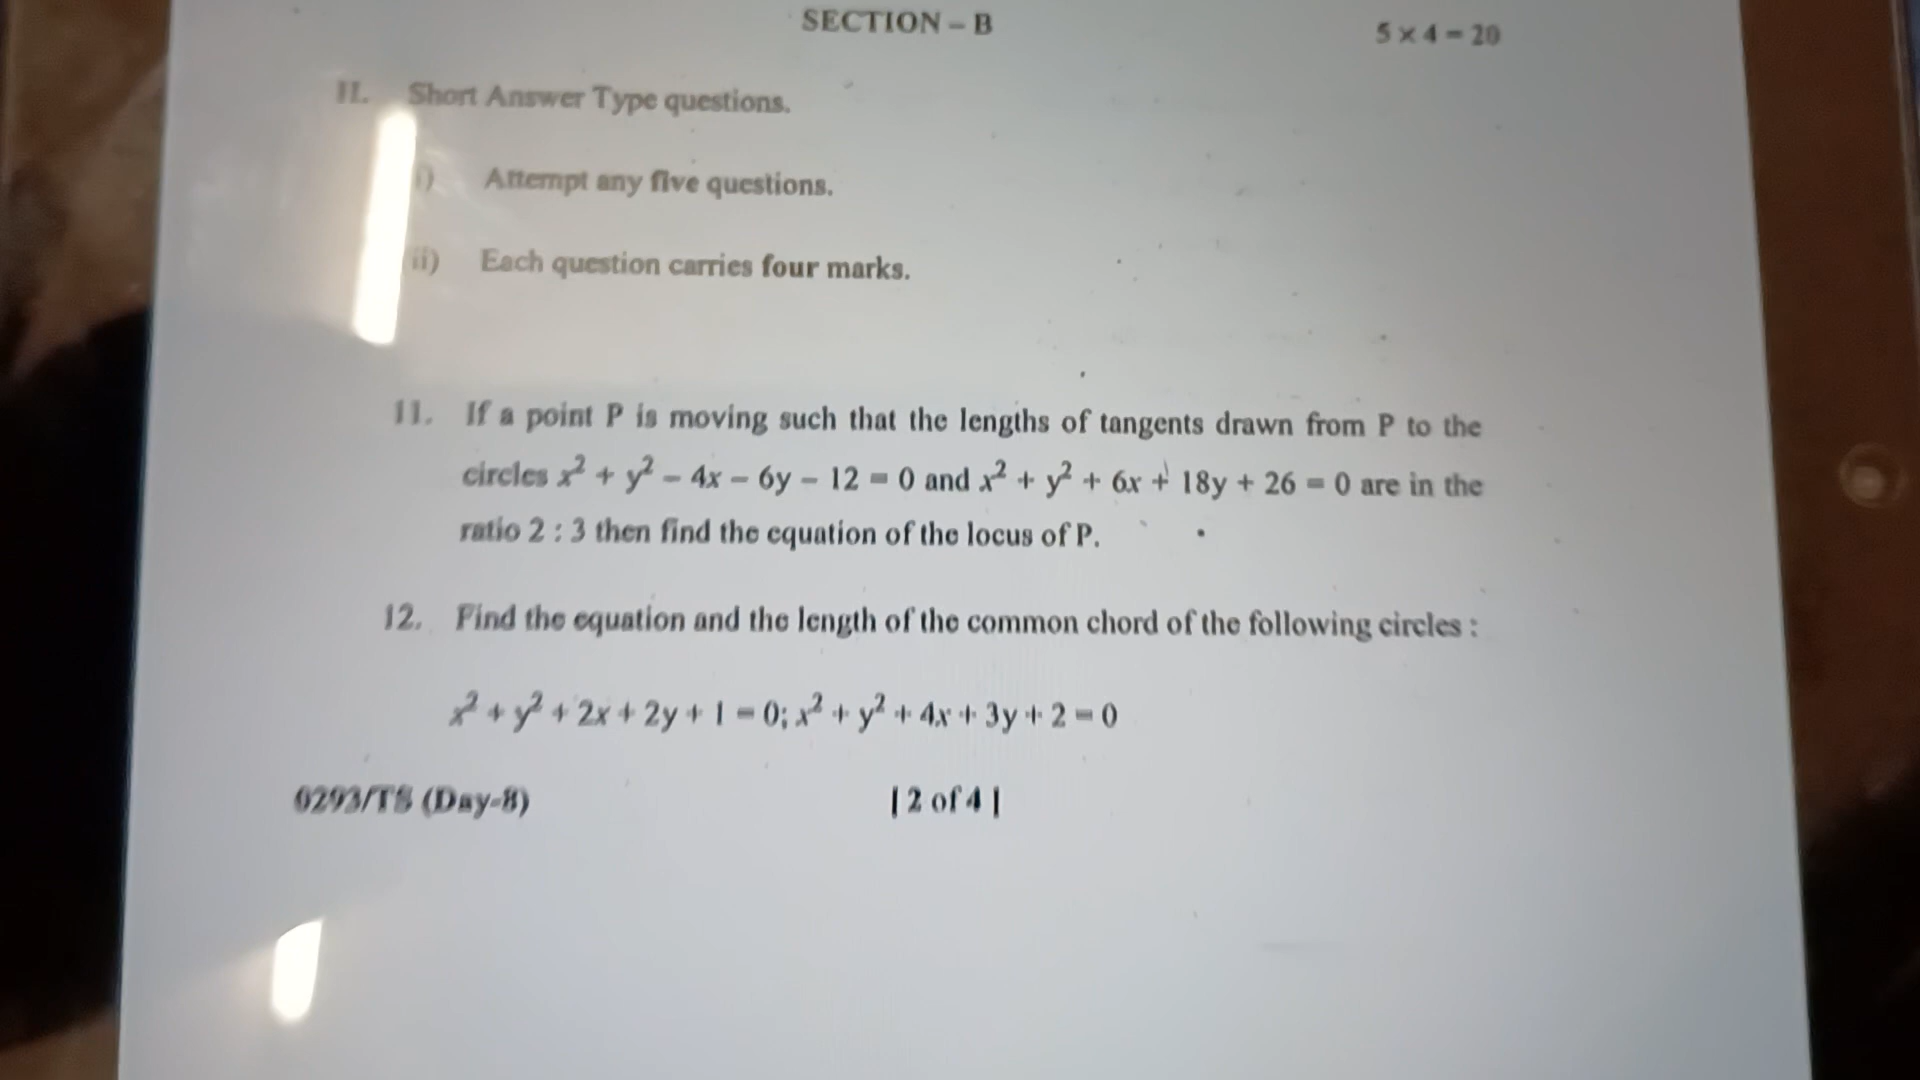 SECTION – B
5 × 4 = 20
II. Short Answer Type questions.
i) Attempt any five questions.
ii) Each question carries four marks.
11. If a point P is moving such that the lengths of tangents drawn from P to the
circles x² + y² – 4x – 6y – 12 = 0 and x² + y² + 6x + 18y + 26 = 0 are in the
ratio 2 : 3 then find the equation of the locus of P.
12. Find the equation and the length of the common chord of the following circles :
x² + y² + 2x + 2y + 1 = 0; x² + y² + 4x + 3y + 2 = 0
0293/TS (Day-8)
[ 2 of 4 ]